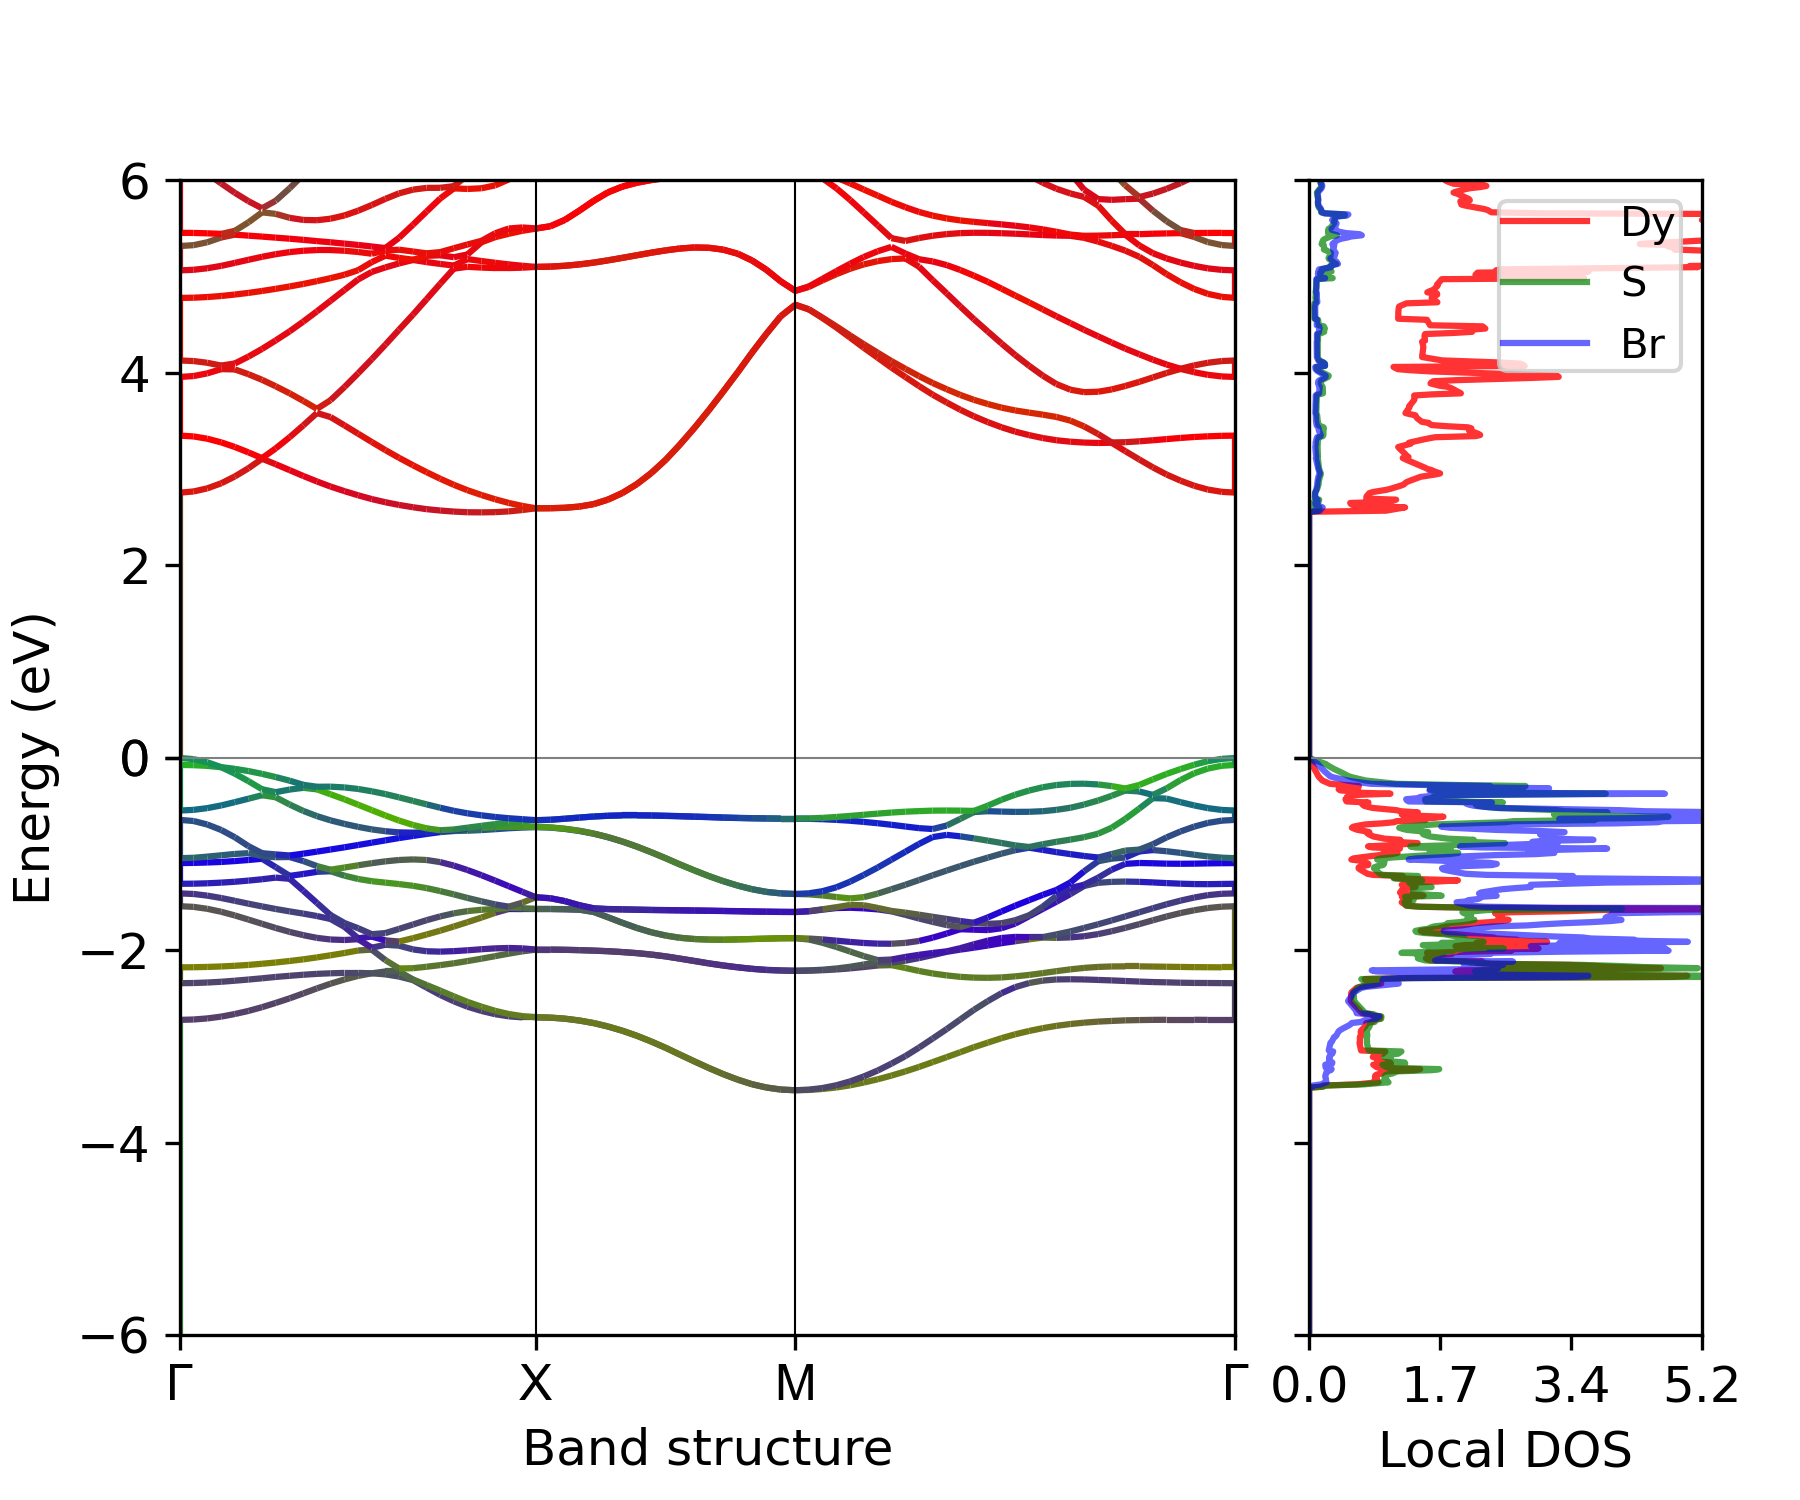 Energy (eV)
6
4
2
0
−2
−4
−6
Γ
X
M
Γ
Band structure
Dy
S
Br
0.0
1.7
3.4
5.2
Local DOS